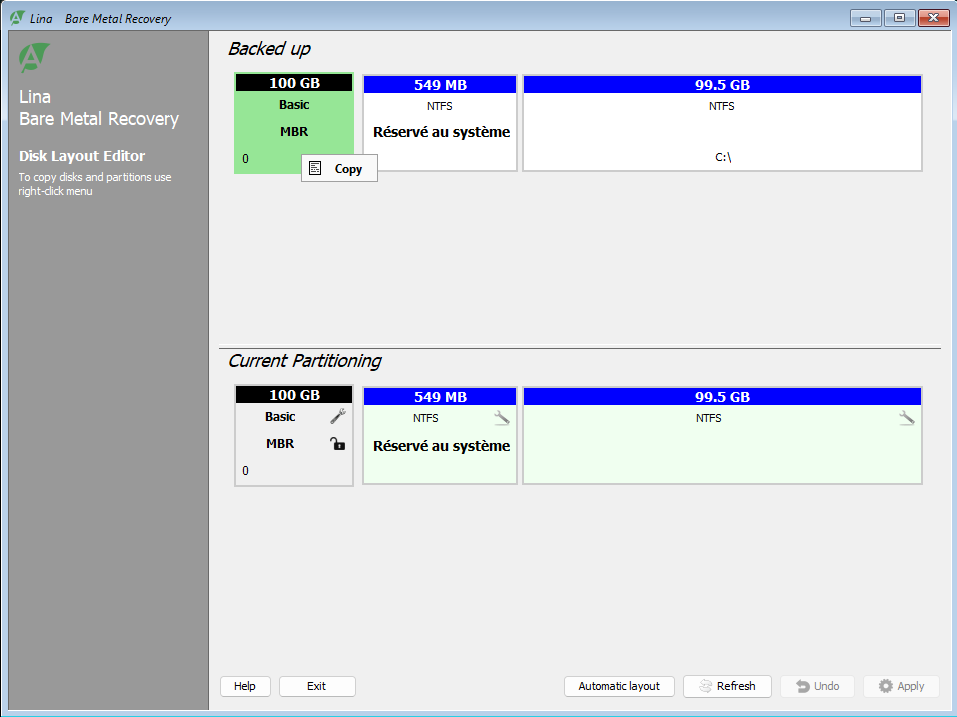 Lina Bare Metal Recovery
Lina
Bare Metal Recovery
Disk Layout Editor
To copy disks and partitions use
right-click menu
Backed up
100 GB
Basic
MBR
0
Copy
549 MB
NTFS
Réservé au système
99.5 GB
NTFS
C:\
Current Partitioning
100 GB
Basic
MBR
0
549 MB
NTFS
Réservé au système
99.5 GB
NTFS
Help
Exit
Automatic layout
Refresh
Undo
Apply